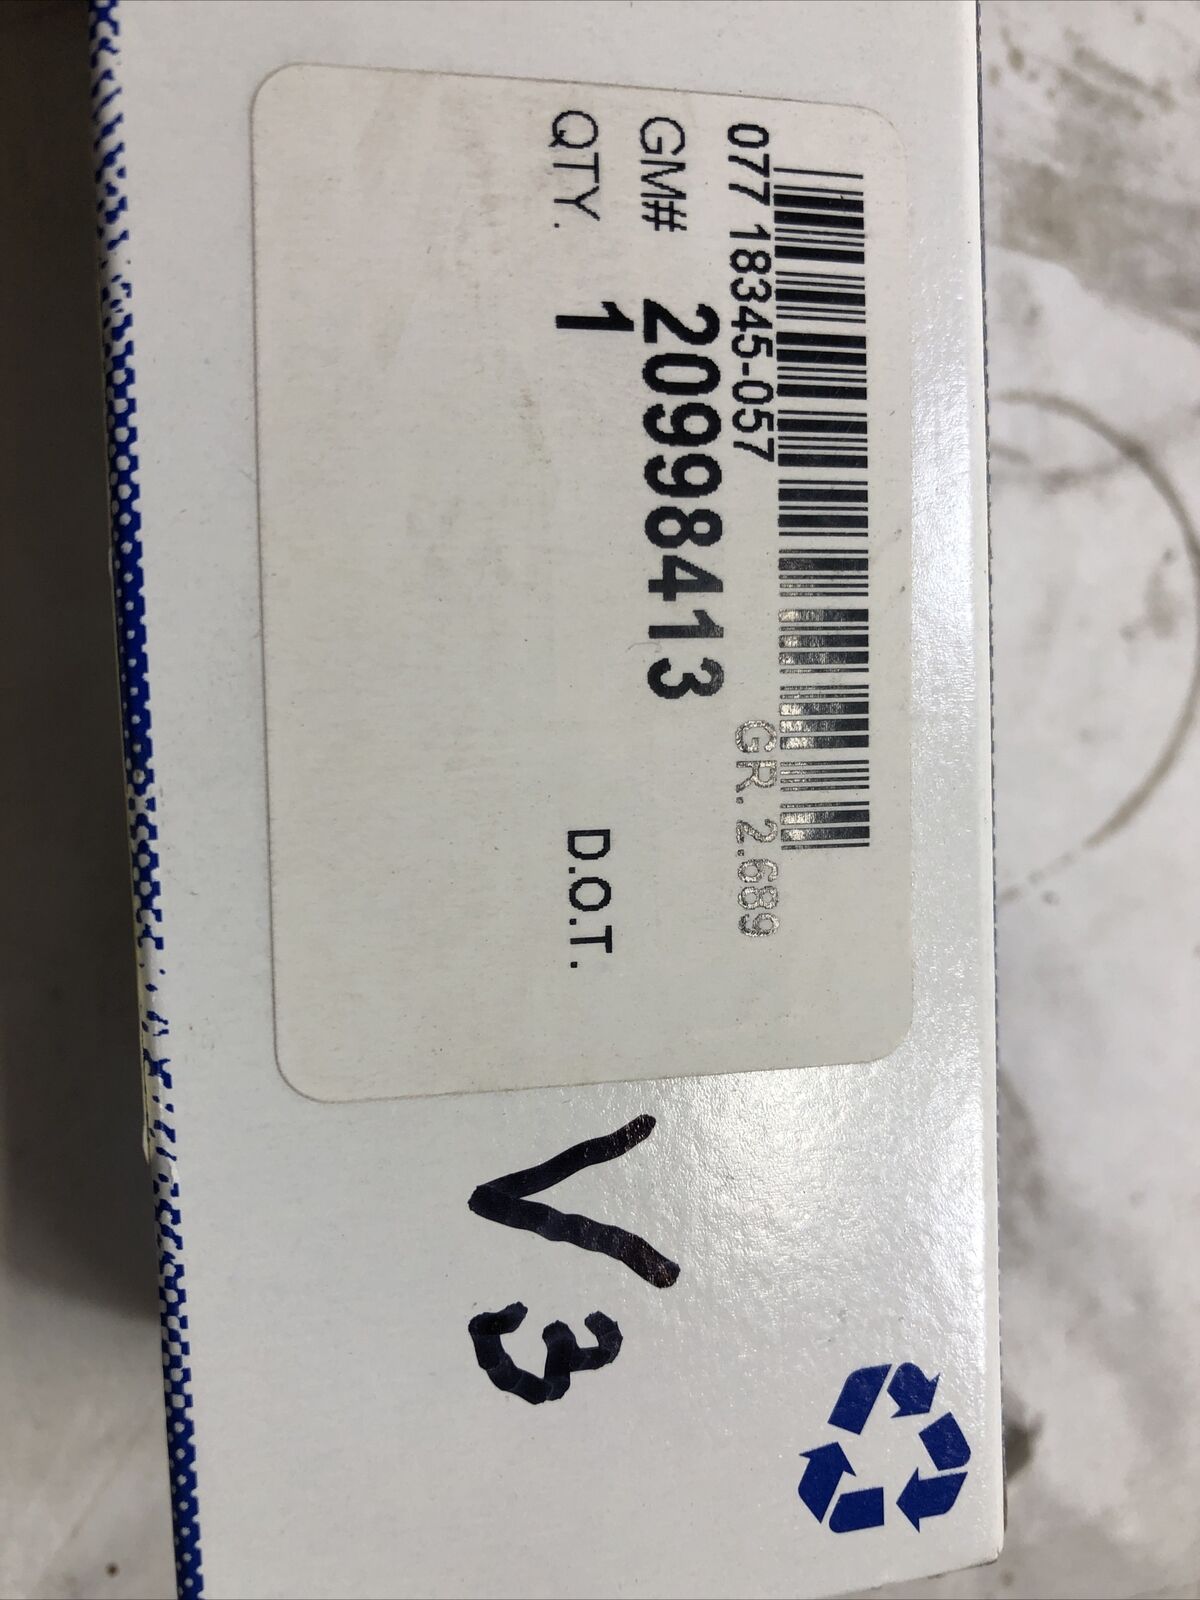 077 18345-057
GR. 2.689
GM# 20998413
QTY. 1
D.O.T.
V3